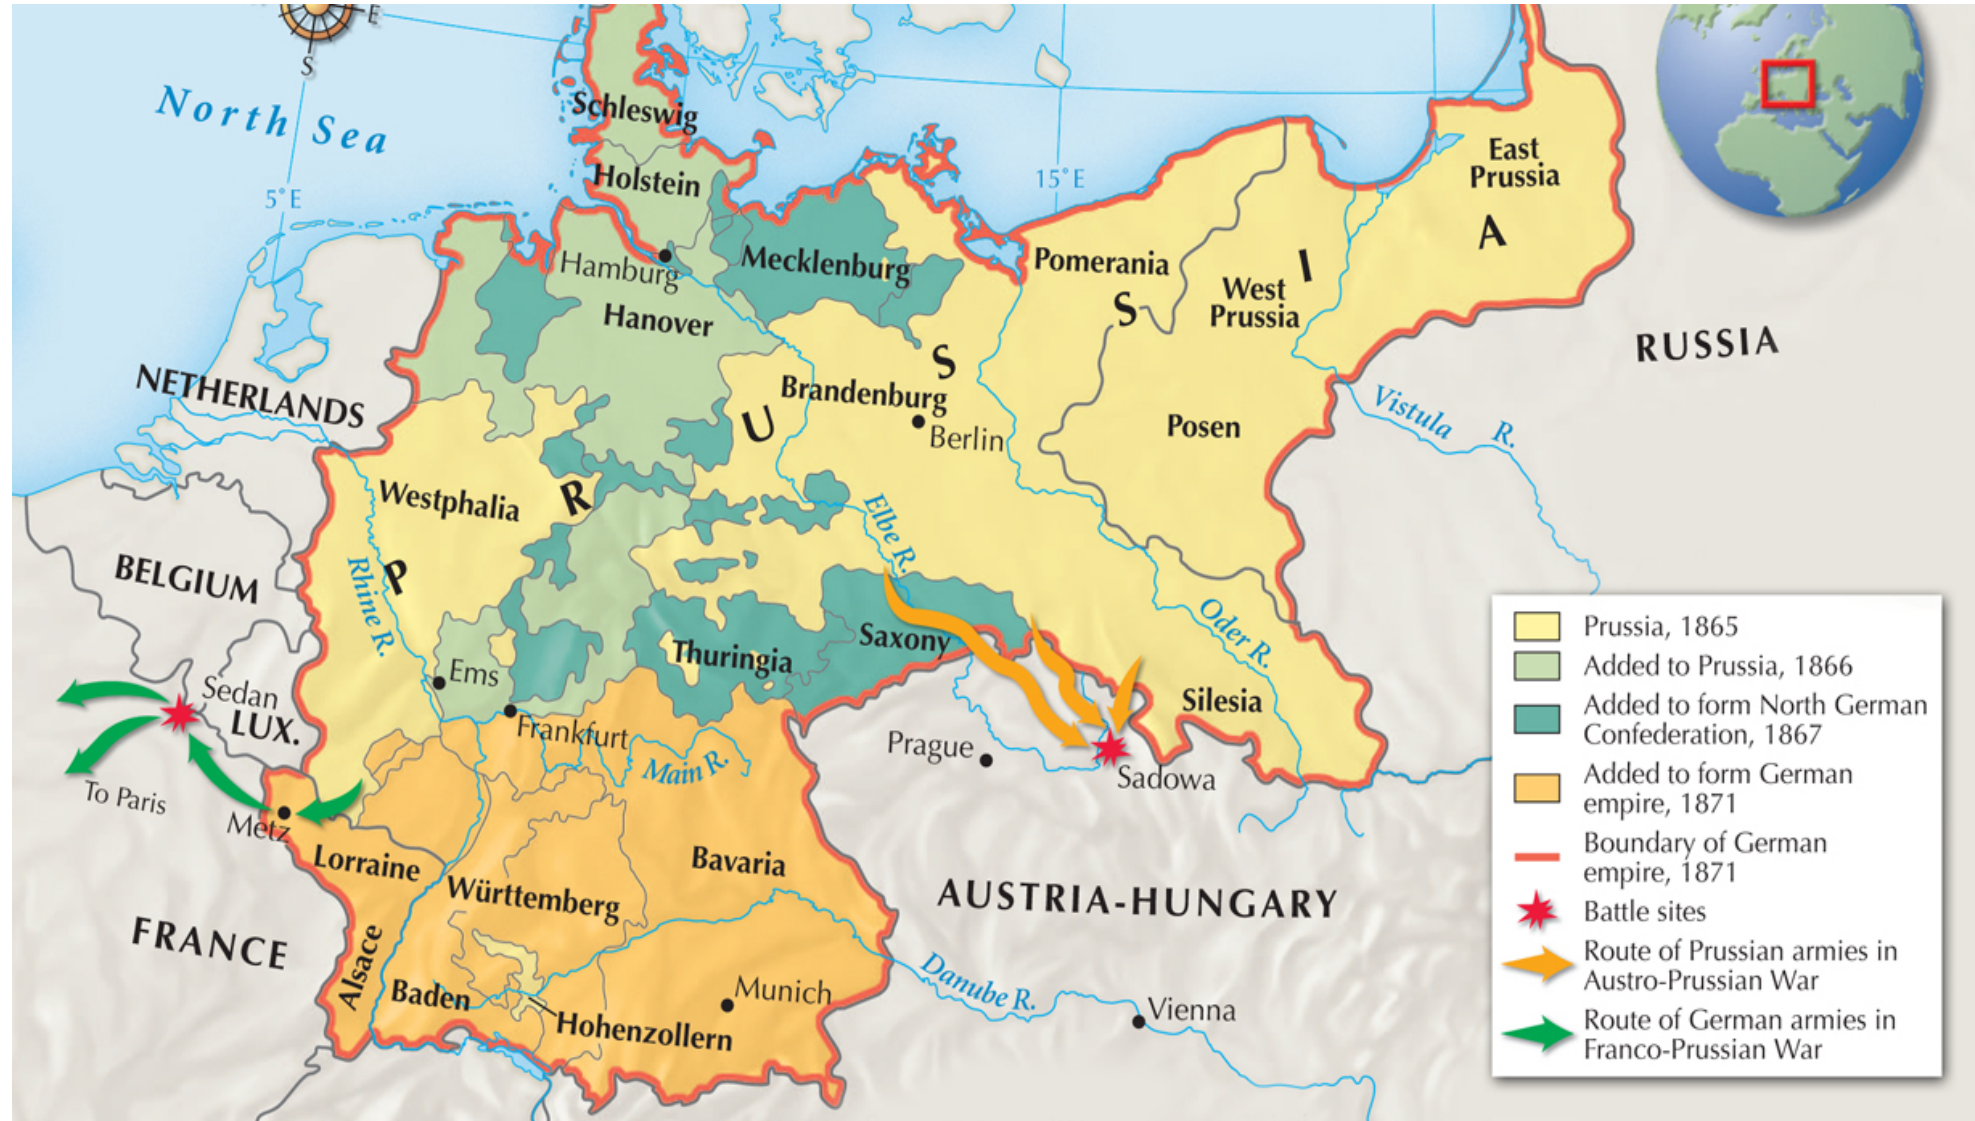 E
S
North Sea
5°E
15°E
Schleswig
Holstein
Hamburg
Mecklenburg
Hanover
Pomerania
West
Prussia
East
Prussia
PRUSSIA
RUSSIA
NETHERLANDS
Brandenburg
Berlin
Posen
Vistula R.
Westphalia
Elbe R.
BELGIUM
Rhine R.
Oder R.
Ems
Thuringia
Saxony
Silesia
Sedan
LUX.
Frankfurt
Main R.
Prague
Sadowa
To Paris
Metz
Lorraine
Bavaria
Württemberg
AUSTRIA-HUNGARY
FRANCE
Alsace
Baden
Munich
Danube R.
Vienna
Hohenzollern
Prussia, 1865
Added to Prussia, 1866
Added to form North German
Confederation, 1867
Added to form German
empire, 1871
Boundary of German
empire, 1871
Battle sites
Route of Prussian armies in
Austro-Prussian War
Route of German armies in
Franco-Prussian War